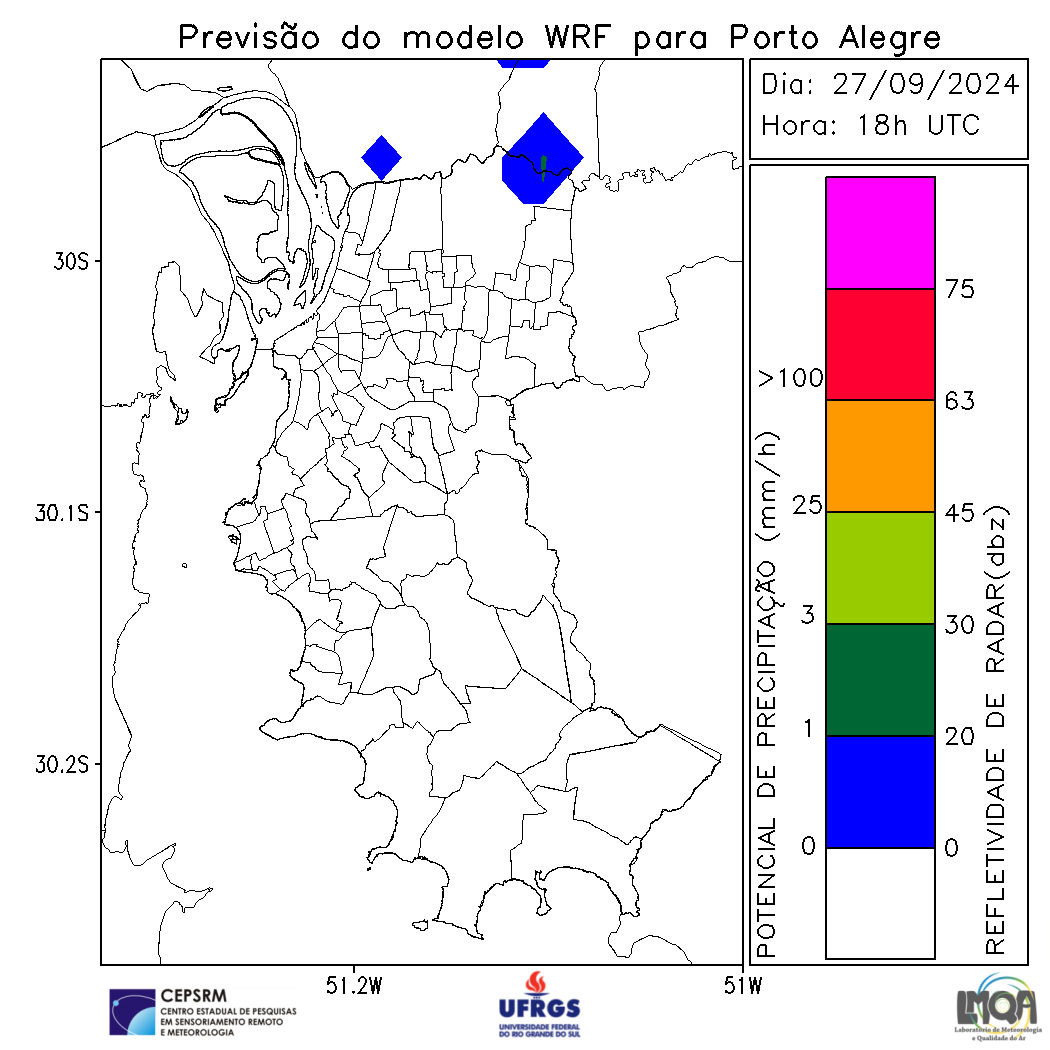 Previsão do modelo WRF para Porto Alegre
Dia: 27/09/2024
Hora: 18h UTC
30S
30.1S
30.2S
51.2W
51W
POTENCIAL DE PRECIPITAÇÃO (mm/h)
>100
25
3
1
0
75
63
45
30
20
0
REFLETIVIDADE DE RADAR(dbz)
CEPSRM
CENTRO ESTADUAL DE PESQUISAS
EM SENSORIAMENTO REMOTO
E METEOROLOGIA
UFRGS
UNIVERSIDADE FEDERAL
DO RIO GRANDE DO SUL
LMQA
Laboratório de Meteorologia
e Qualidade do Ar